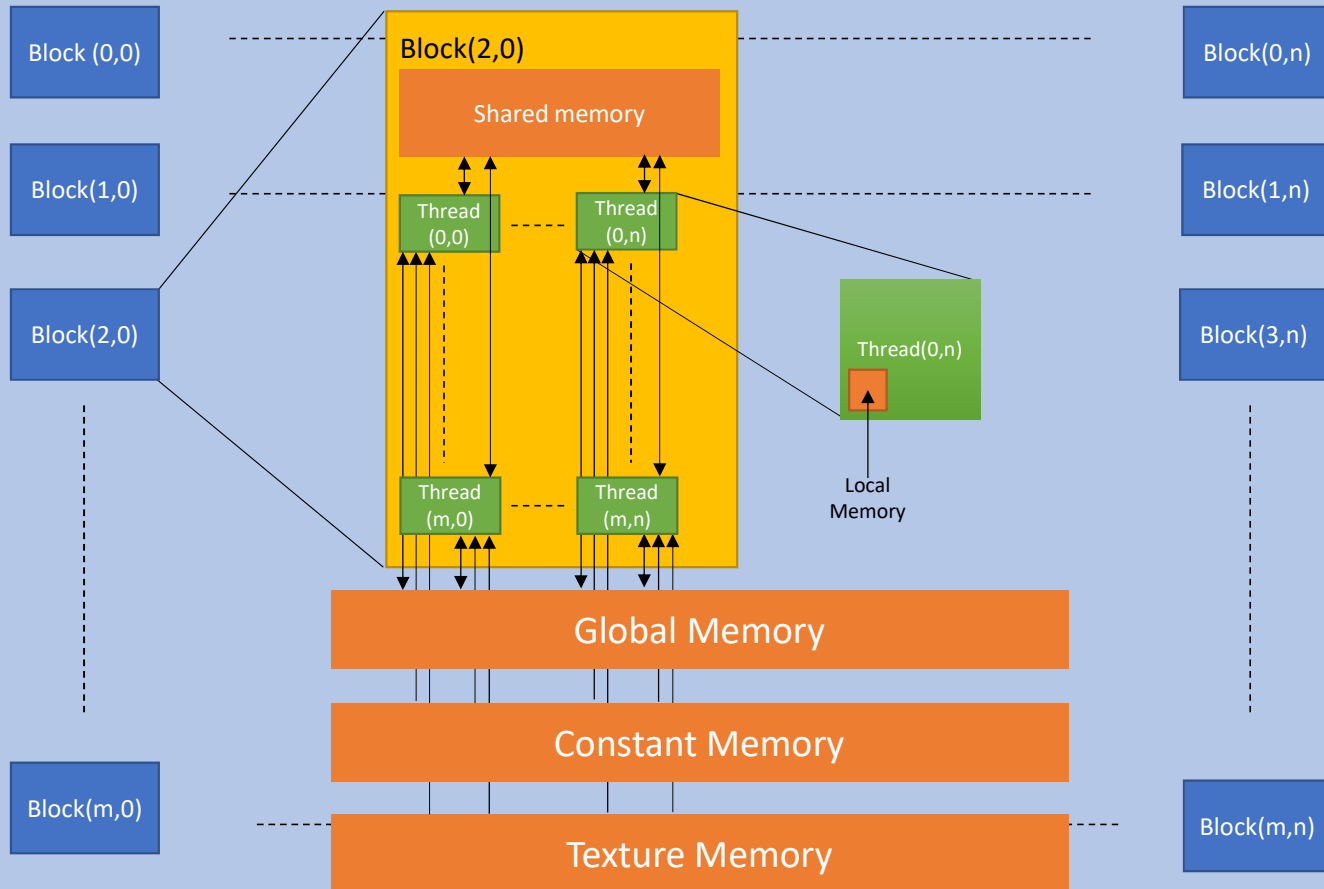 Block (0,0)
Block(2,0)
Block(0,n)
Shared memory
Block(1,0)
Block(1,n)
Thread
(0,0)
Thread
(0,n)
Block(2,0)
Thread(0,n)
Block(3,n)
Local
Memory
Thread
(m,0)
Thread
(m,n)
Global Memory
Constant Memory
Block(m,0)
Block(m,n)
Texture Memory